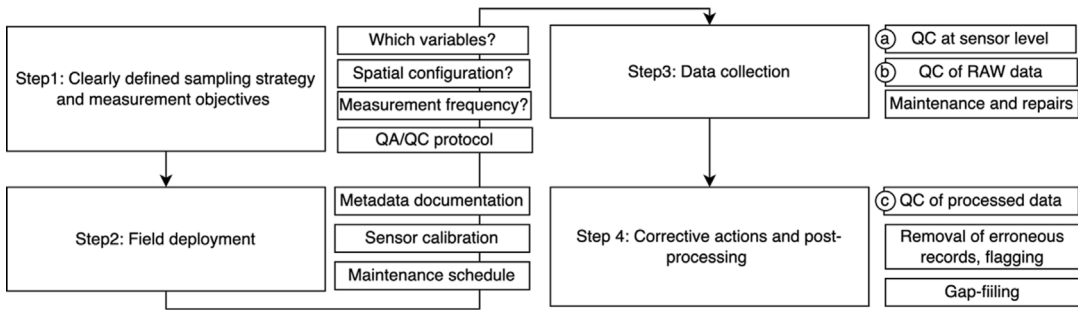 Step1: Clearly defined sampling strategy
and measurement objectives
Which variables?
Spatial configuration?
Measurement frequency?
QA/QC protocol
Step2: Field deployment
Metadata documentation
Sensor calibration
Maintenance schedule
Step3: Data collection
a QC at sensor level
b QC of RAW data
Maintenance and repairs
Step 4: Corrective actions and post-
processing
c QC of processed data
Removal of erroneous
records, flagging
Gap-fiiling